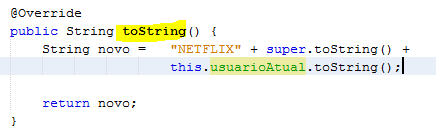 @Override
public String toString() {
String novo = "NETFLIX" + super.toString() +
this.usuarioAtual.toString();
return novo;
}